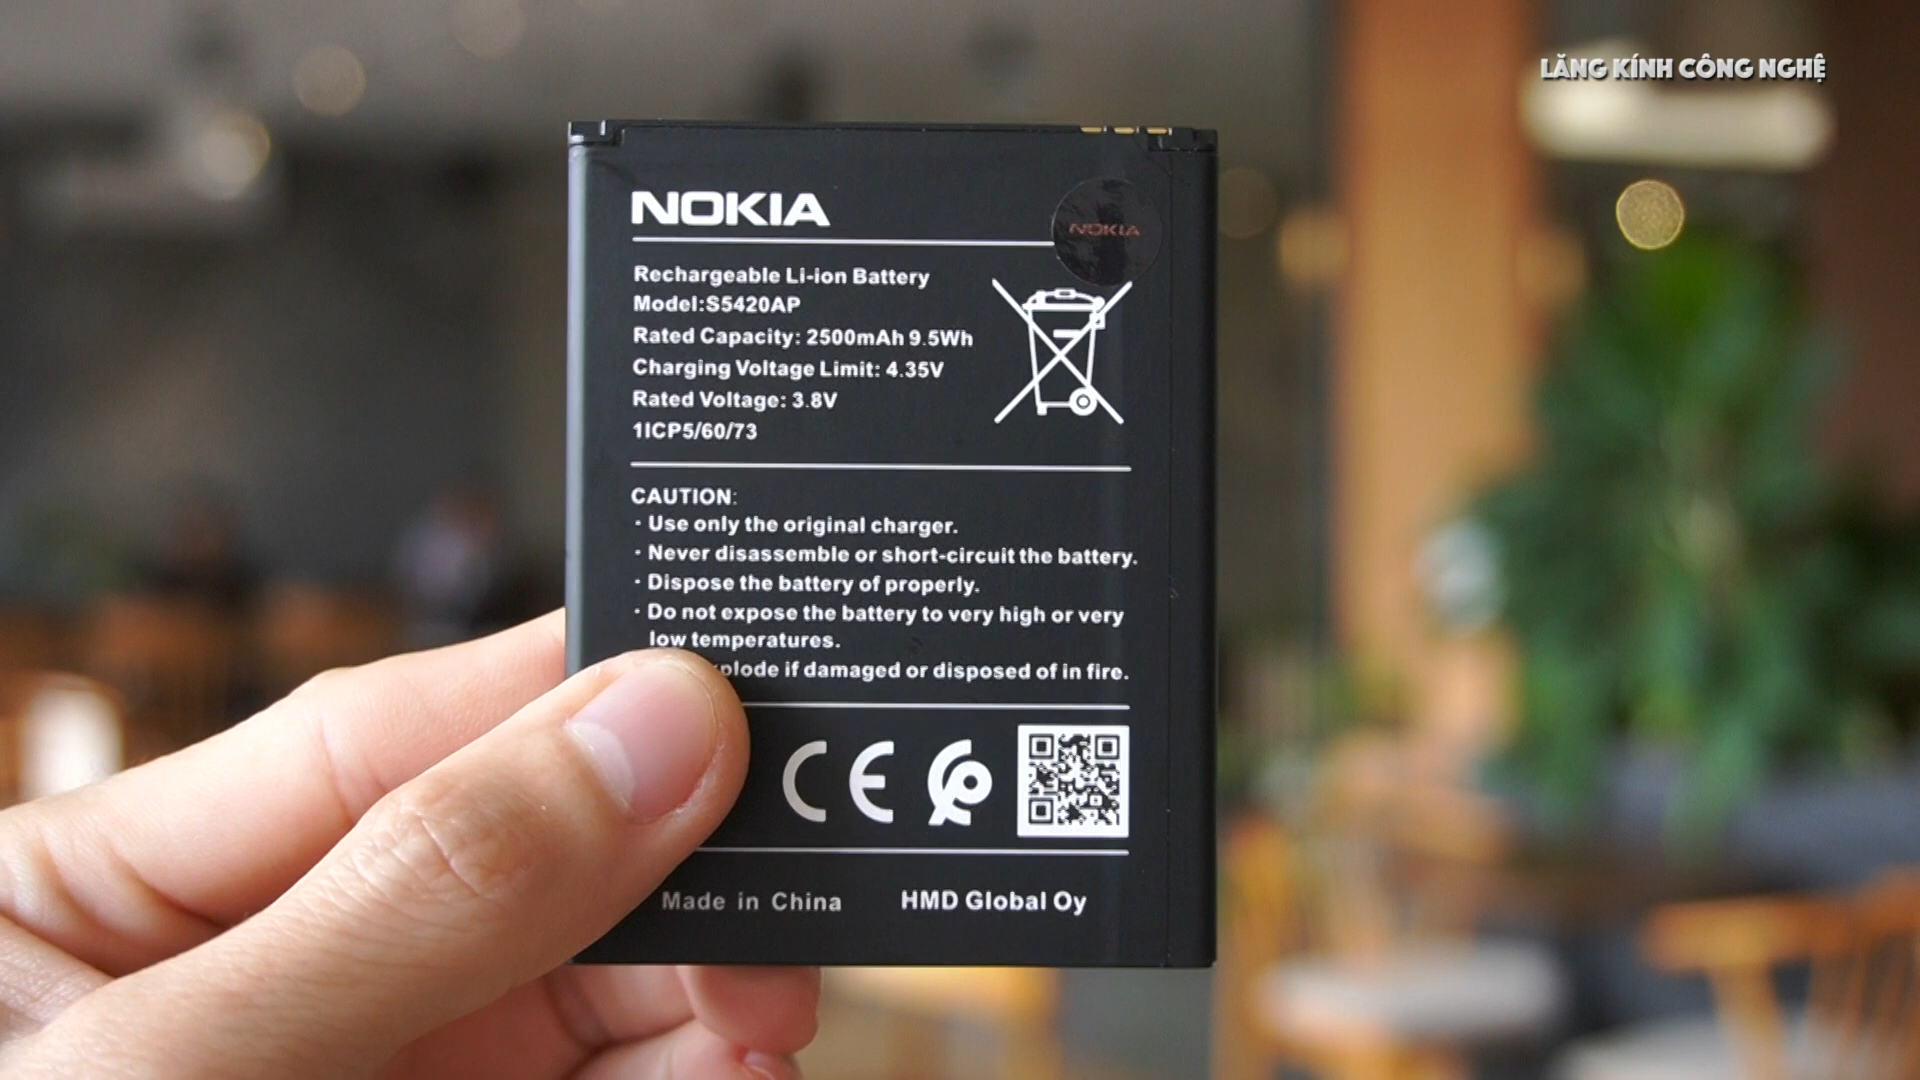 LĂNG KÍNH CÔNG NGHỆ
NOKIA
NOKIA
Rechargeable Li-ion Battery
Model:S5420AP
Rated Capacity: 2500mAh 9.5Wh
Charging Voltage Limit: 4.35V
Rated Voltage: 3.8V
1ICP5/60/73
CAUTION:
· Use only the original charger.
· Never disassemble or short-circuit the battery.
· Dispose the battery of properly.
· Do not expose the battery to very high or very
low temperatures.
if damaged or disposed of in fire.
CE
Made in China HMD Global Oy